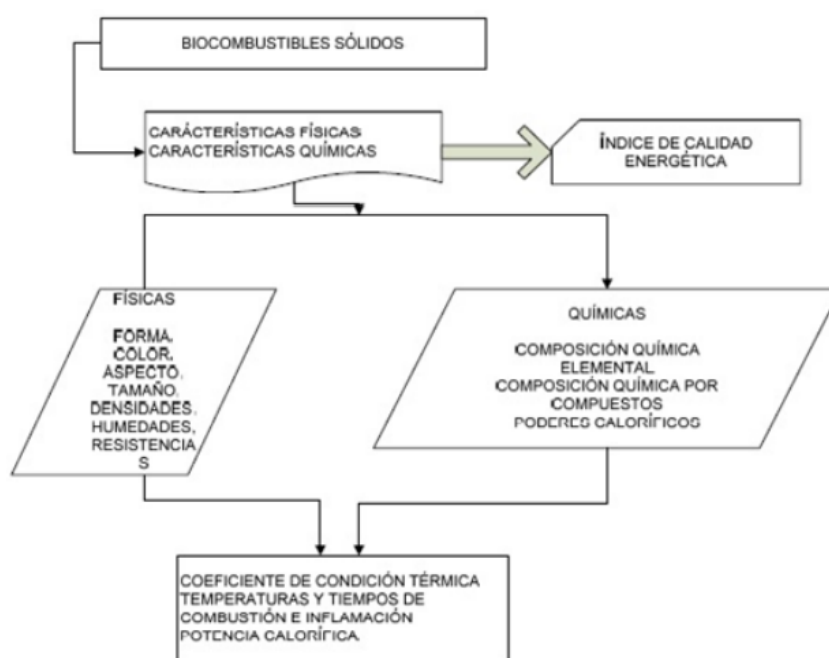 BIOCOMBUSTIBLES SÓLIDOS
CARÁCTERÍSTICAS FÍSICAS
CARACTERÍSTICAS QUÍMICAS
ÍNDICE DE CALIDAD
ENERGÉTICA
FÍSICAS
FORMA.
COLOR.
ASPECTO.
TAMAÑO.
DENSIDADES.
HUMEDADES,
RESISTENCIA
S
QUÍMICAS
COMPOSICIÓN QUÍMICA
ELEMENTAL
COMPOSICIÓN QUÍMICA POR
COMPUESTOS
PODERES CALORÍFICOS
COEFICIENTE DE CONDICIÓN TÉRMICA
TEMPERATURAS Y TIEMPOS DE
COMBUSTIÓN E INFLAMACIÓN
POTENCIA CALORÍFICA.